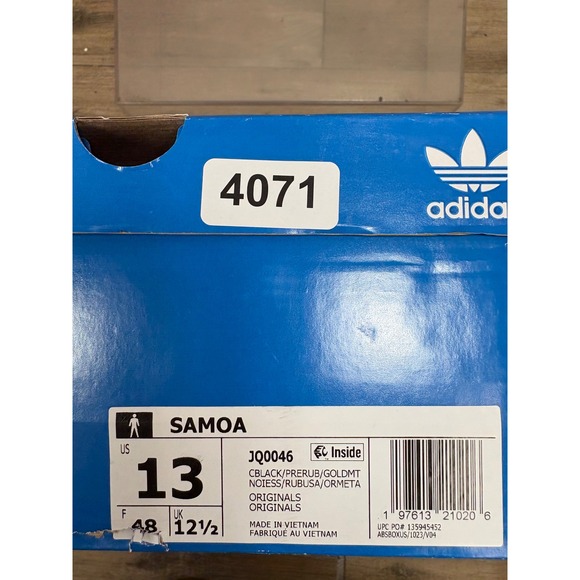 4071
adidas
SAMOA
US
13
F
48
UK
12½
JQ0046
Inside
CBLACK/PRERUB/GOLDMT
NOIESS/RUBUSA/ORMETA
ORIGINALS
ORIGINALS
MADE IN VIETNAM
FABRIQUÉ AU VIETNAM
1 97613 21020 6
UPC PO# 135945452
ABSBOXUS/1023/V04